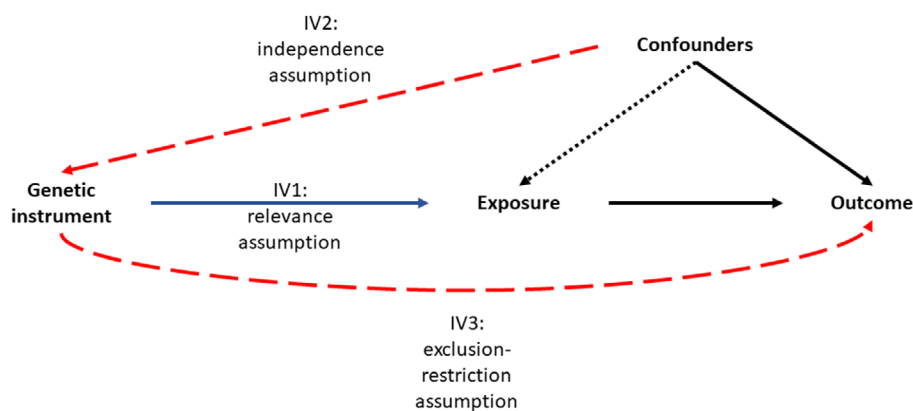 IV2:
independence
assumption
Confounders
Genetic
instrument
IV1:
relevance
assumption
Exposure
Outcome
IV3:
exclusion-
restriction
assumption